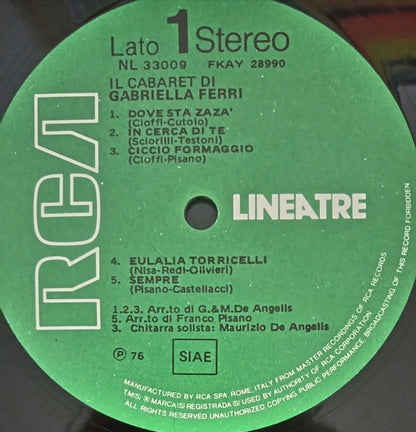 Lato 1 Stereo
NL 33009 FKAY 28990
IL CABARET DI
GABRIELLA FERRI
1. DOVE STA ZAZA'
(Cioffi-Cutolo)
2. IN CERCA DI TE
(Sciorilli-Testoni)
3. CICCIO FORMAGGIO
(Cioffi-Pisano)
RCA
LINEATRE
4. EULALIA TORRICELLI
(Nisa-Redi-Olivieri)
5. SEMPRE
(Pisano-Castellacci)
1.2.3. Arr.to di G.&M.De Angelis
5. Arr.to di Franco Pisano
3. Chitarra solista: Maurizio De Angelis
℗ 76
SIAE
MANUFACTURED BY RCA SPA, ROME, ITALY, FROM MASTER RECORDINGS OF RCA RECORDS
TM(S) ® MARCA(S) REGISTRADA(S) USED BY AUTHORITY OF RCA CORPORATION
ALL RIGHTS RESERVED UNAUTHORIZED COPYING PUBLIC PERFORMANCE BROADCASTING OF THIS RECORD FORBIDDEN